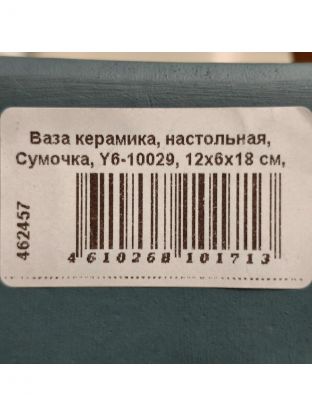 Ваза керамика, настольная,
Сумочка, Y6-10029, 12х6х18 см,
462457
4 610268 101713